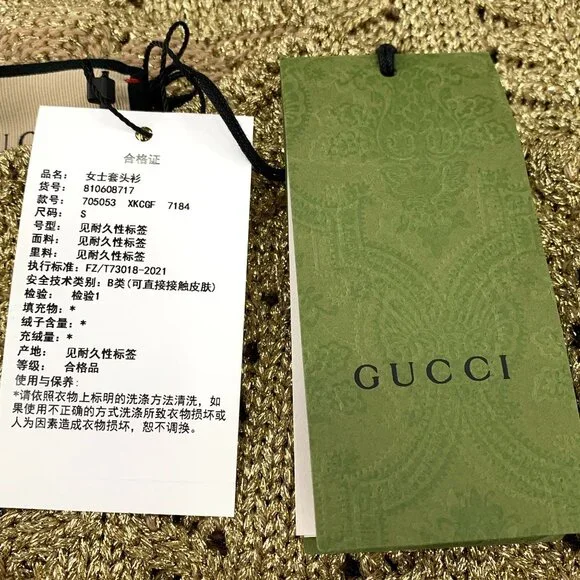 合格证
品名: 女士套头衫
货号: 810608717
款号: 705053 XKCGF 7184
尺码: S
号型: 见耐久性标签
面料: 见耐久性标签
里料: 见耐久性标签
执行标准: FZ/T73018-2021
安全技术类别: B类(可直接接触皮肤)
检验: 检验1
填充物: *
绒子含量: *
充绒量: *
产地: 见耐久性标签
等级: 合格品
使用与保养:
*请依照衣物上标明的洗涤方法清洗, 如
果使用不正确的方式洗涤所致衣物损坏或
人为因素造成衣物损坏, 恕不调换。
GUCCI